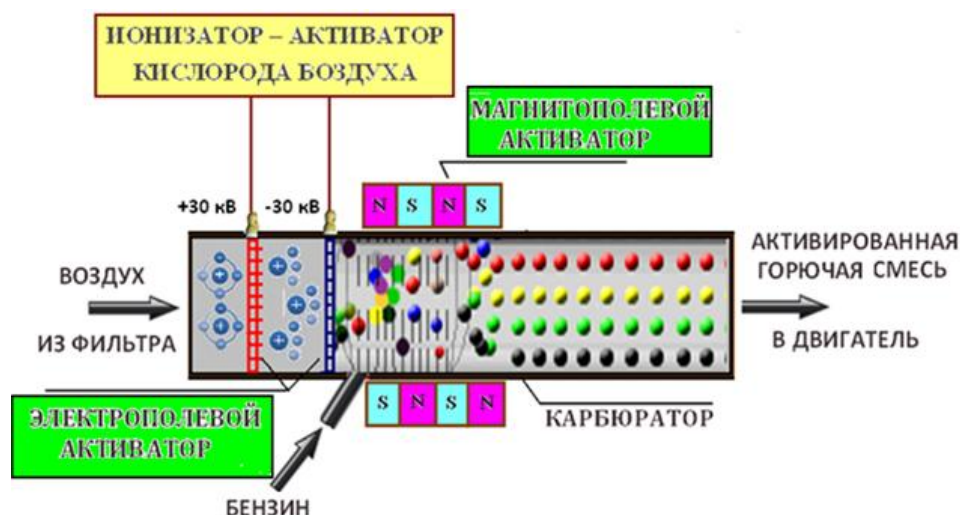 ИОНИЗАТОР – АКТИВАТОР
КИСЛОРОДА ВОЗДУХА
МАГНИТОПОЛЕВОЙ
АКТИВАТОР
+30 кВ -30 кВ
N S N S
ВОЗДУХ
ИЗ ФИЛЬТРА
АКТИВИРОВАННАЯ
ГОРЮЧАЯ СМЕСЬ
В ДВИГАТЕЛЬ
S N S N
ЭЛЕКТРОПОЛЕВОЙ
АКТИВАТОР
КАРБЮРАТОР
БЕНЗИН